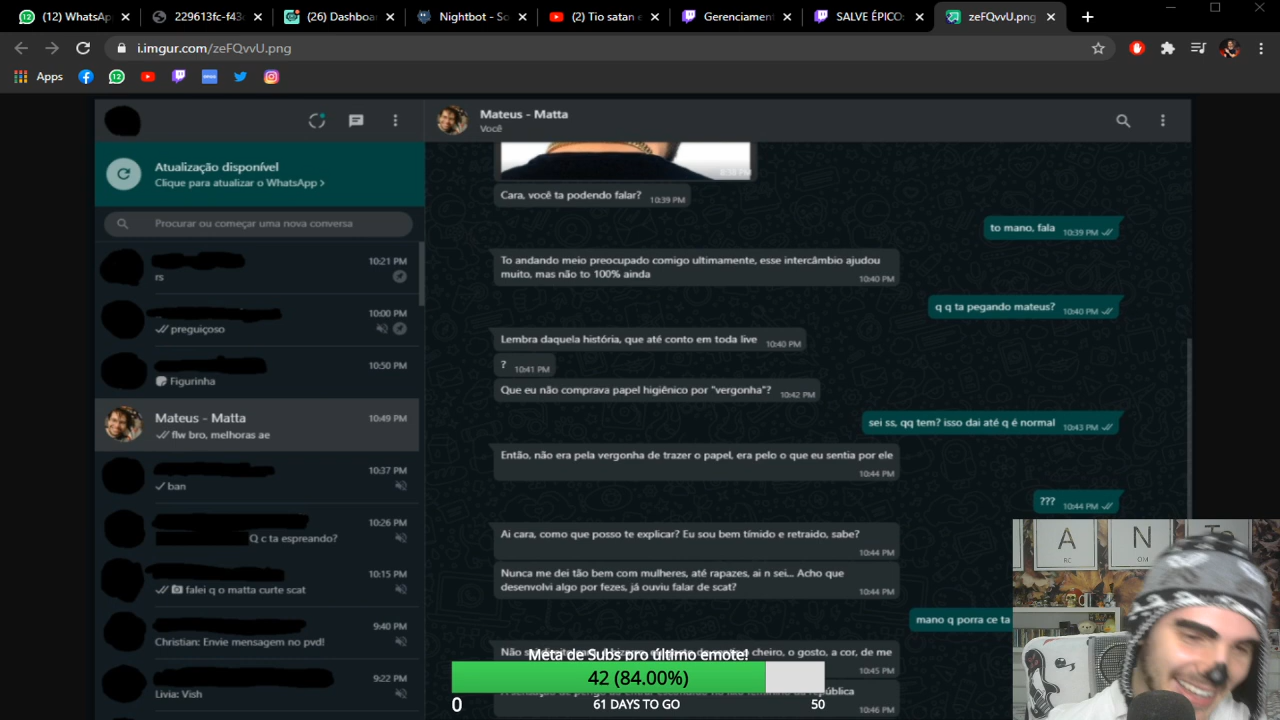 (12) WhatsApp
229613fc-f43
(26) Dashboa
Nightbot - So
(2) Tio satan e
Gerenciamen
SALVE ÉPICO
zeFQvvU.png
i.imgur.com/zeFQvvU.png
Apps
12
Mateus - Matta
Você
Atualização disponível
Clique para atualizar o WhatsApp
Procurar ou começar uma nova conversa
10:21 PM
rs
10:00 PM
preguiçoso
10:50 PM
Figurinha
Mateus - Matta
10:49 PM
flw bro, melhoras ae
10:37 PM
ban
10:26 PM
Q c ta espreando?
10:15 PM
falei q o matta curte scat
9:40 PM
Christian: Envie mensagem no pvd!
9:22 PM
Livia: Vish
Cara, você ta podendo falar? 10:39 PM
to mano, fala 10:39 PM
To andando meio preocupado comigo ultimamente, esse intercâmbio ajudou
muito, mas não to 100% ainda
10:40 PM
q q ta pegando mateus? 10:40 PM
Lembra daquela história, que até conto em toda live 10:40 PM
? 10:41 PM
Que eu não comprava papel higiênico por "vergonha"? 10:42 PM
sei ss, qq tem? isso dai até q é normal 10:43 PM
Então, não era pela vergonha de trazer o papel, era pelo o que eu sentia por ele
10:44 PM
??? 10:44 PM
Ai cara, como que posso te explicar? Eu sou bem tímido e retraido, sabe?
10:44 PM
Nunca me dei tão bem com mulheres, até rapazes, ai n sei... Acho que
desenvolvi algo por fezes, já ouviu falar de scat?
10:44 PM
mano q porra ce ta
cheiro, o gosto, a cor, de me
10:45 PM
10:46 PM
Meta de Subs pro último emote!
42 (84.00%)
0
61 DAYS TO GO
50
A
RC
N
OM